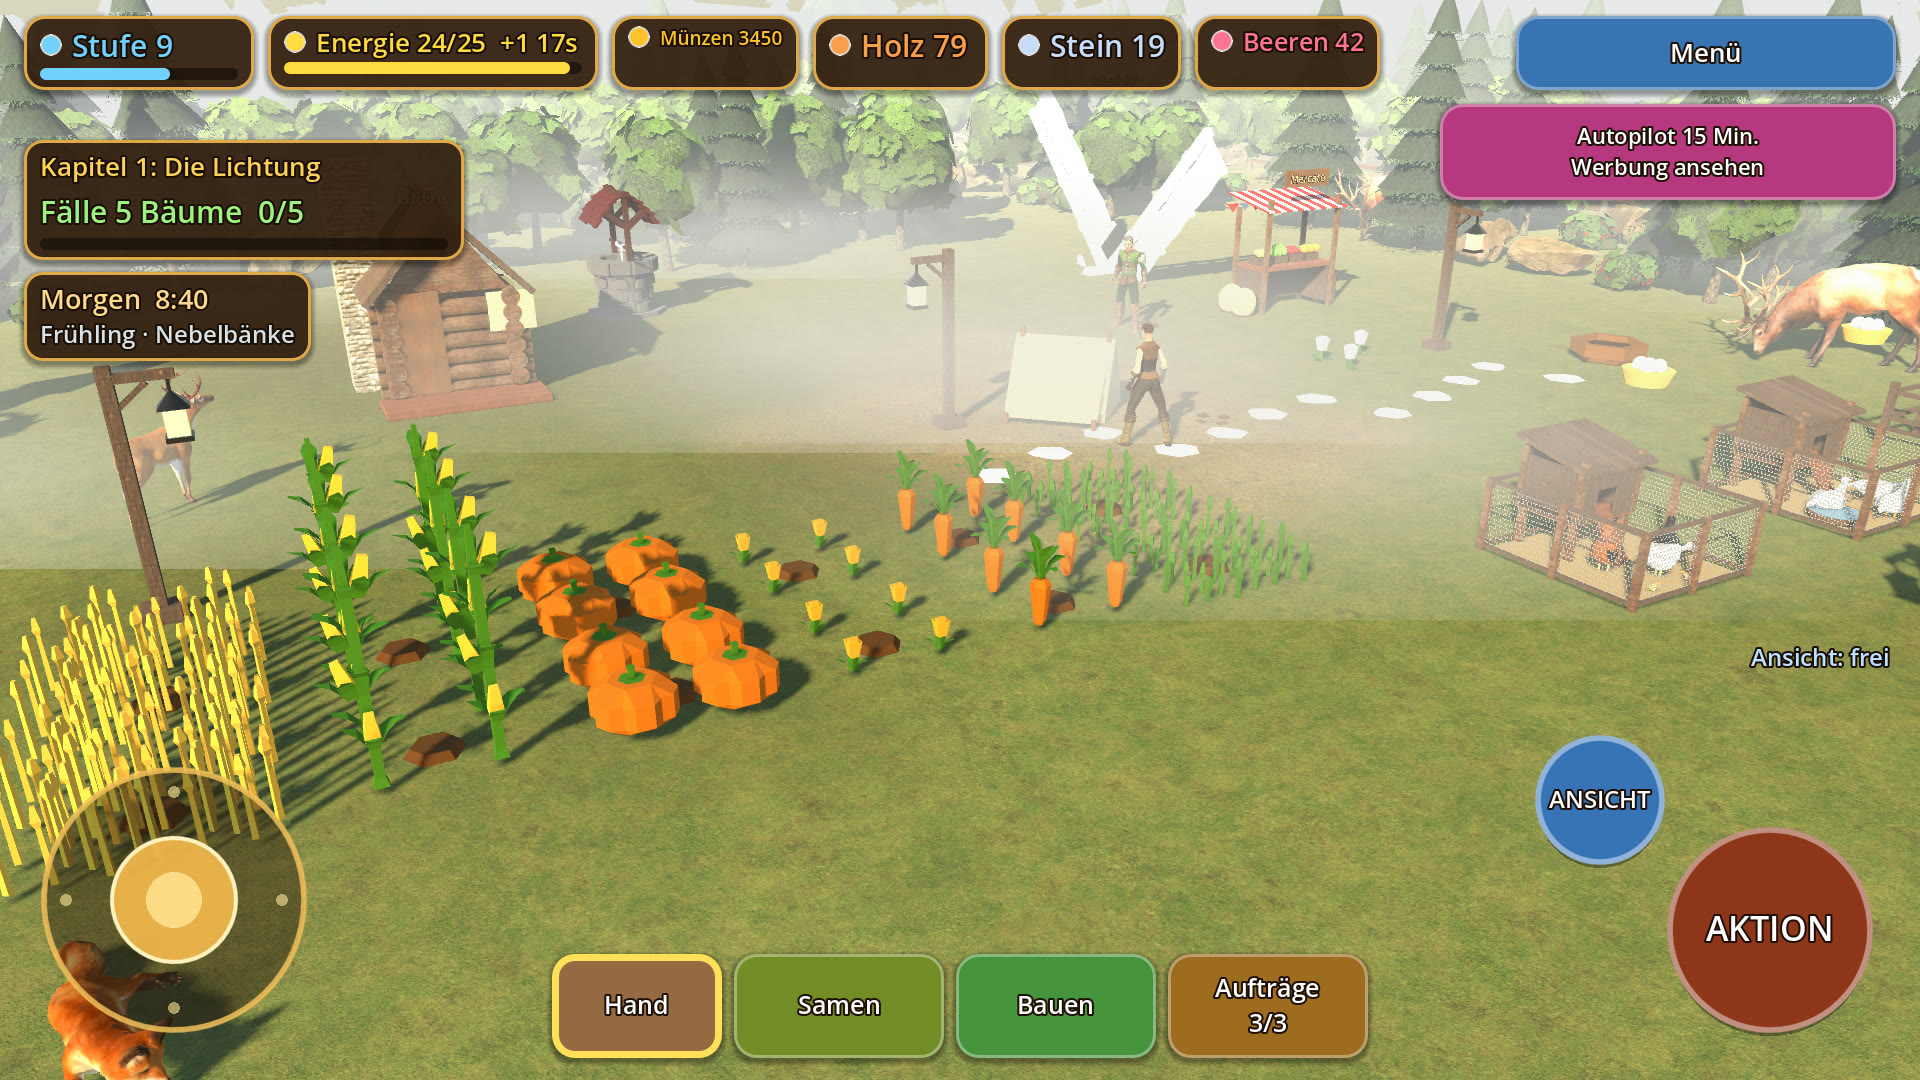 Stufe 9
Energie 24/25 +1 17s
Münzen 3450
Holz 79
Stein 19
Beeren 42
Menü
Autopilot 15 Min.
Werbung ansehen
Kapitel 1: Die Lichtung
Fälle 5 Bäume 0/5
Morgen 8:40
Frühling · Nebelbänke
Mercato
Ansicht: frei
ANSICHT
AKTION
Hand
Samen
Bauen
Aufträge
3/3